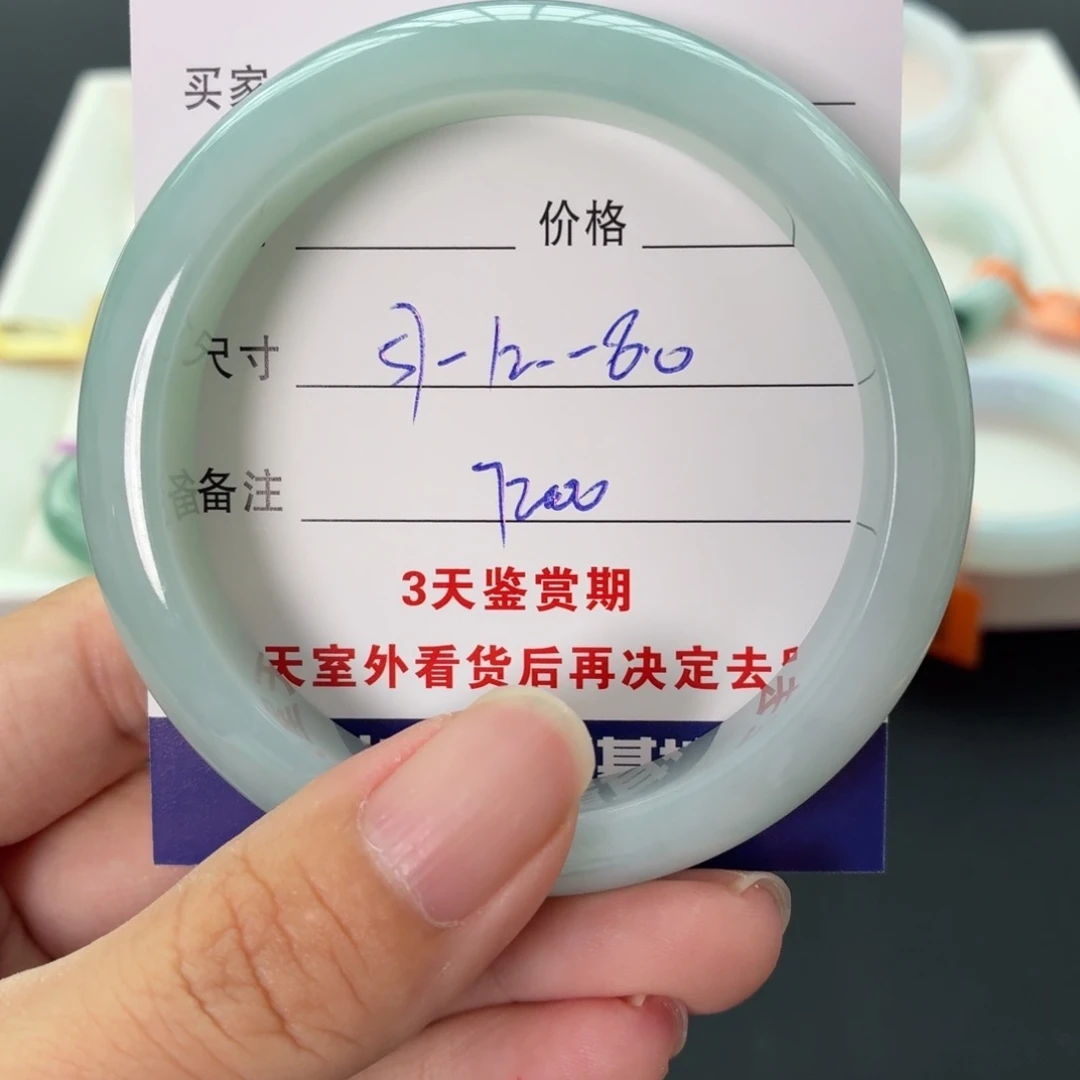 买家
价格
尺寸 57-12-8.0
备注 7200
3天鉴赏期
天室外看货后再决定去
基